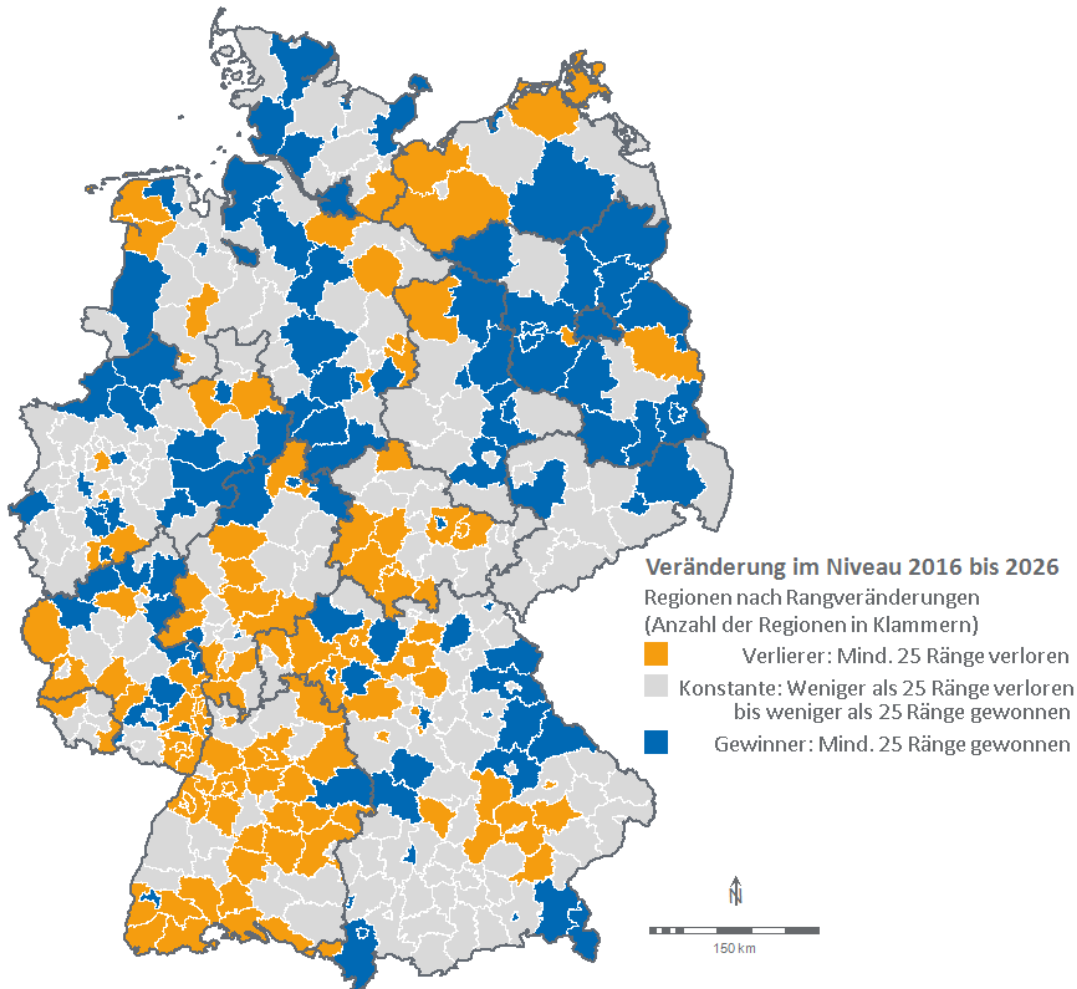 Veränderung im Niveau 2016 bis 2026
Regionen nach Rangveränderungen
(Anzahl der Regionen in Klammern)
Verlierer: Mind. 25 Ränge verloren
Konstante: Weniger als 25 Ränge verloren
bis weniger als 25 Ränge gewonnen
Gewinner: Mind. 25 Ränge gewonnen
N
150 km